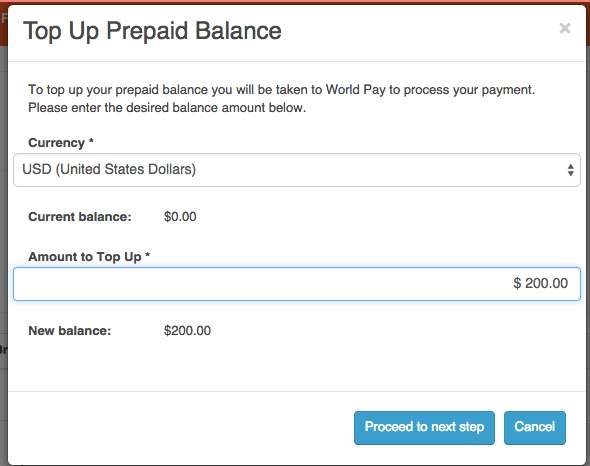 Top Up Prepaid Balance
×
To top up your prepaid balance you will be taken to World Pay to process your payment.
Please enter the desired balance amount below.
Currency *
USD (United States Dollars)
Current balance: $0.00
Amount to Top Up *
$ 200.00
New balance: $200.00
Proceed to next step Cancel